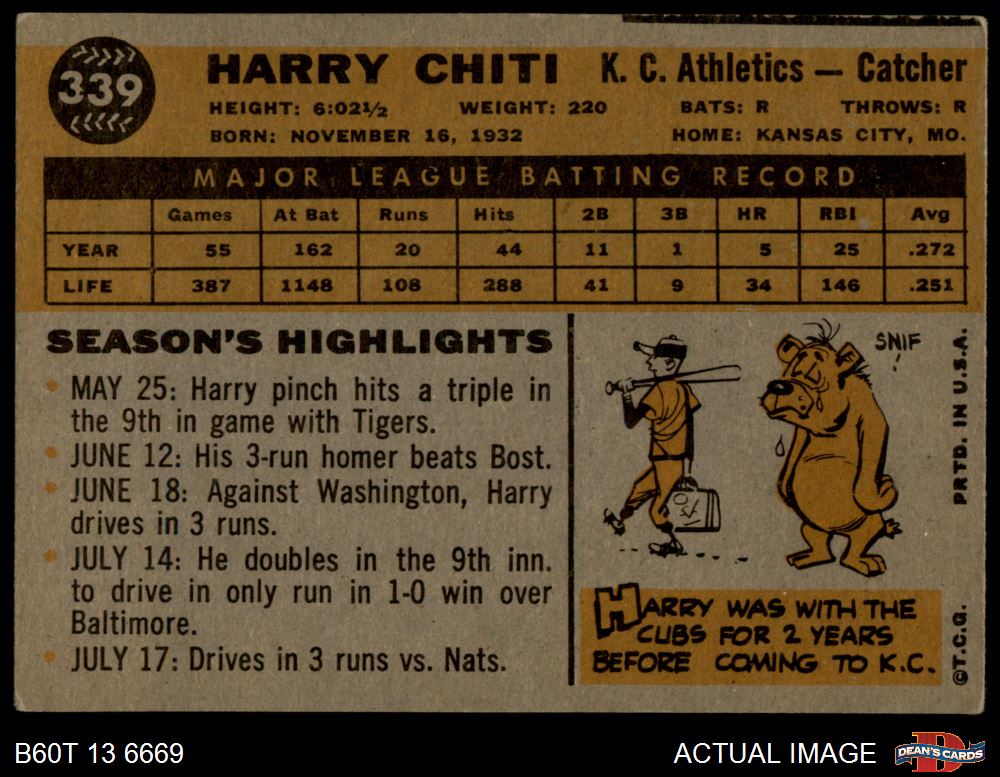 339
HARRY CHITI K. C. Athletics — Catcher
HEIGHT: 6:02½ WEIGHT: 220 BATS: R THROWS: R
BORN: NOVEMBER 16, 1932 HOME: KANSAS CITY, MO.
MAJOR LEAGUE BATTING RECORD
Games At Bat Runs Hits 2B 3B HR RBI Avg
YEAR 55 162 20 44 11 1 5 25 .272
LIFE 387 1148 108 288 41 9 34 146 .251
SEASON'S HIGHLIGHTS
MAY 25: Harry pinch hits a triple in
the 9th in game with Tigers.
JUNE 12: His 3-run homer beats Bost.
JUNE 18: Against Washington, Harry
drives in 3 runs.
JULY 14: He doubles in the 9th inn.
to drive in only run in 1-0 win over
Baltimore.
JULY 17: Drives in 3 runs vs. Nats.
SNIF
!
HARRY WAS WITH THE
CUBS FOR 2 YEARS
BEFORE COMING TO K.C.
©T.C.G. PRTD. IN U.S.A.
B60T 13 6669 ACTUAL IMAGE DEAN'S CARDS